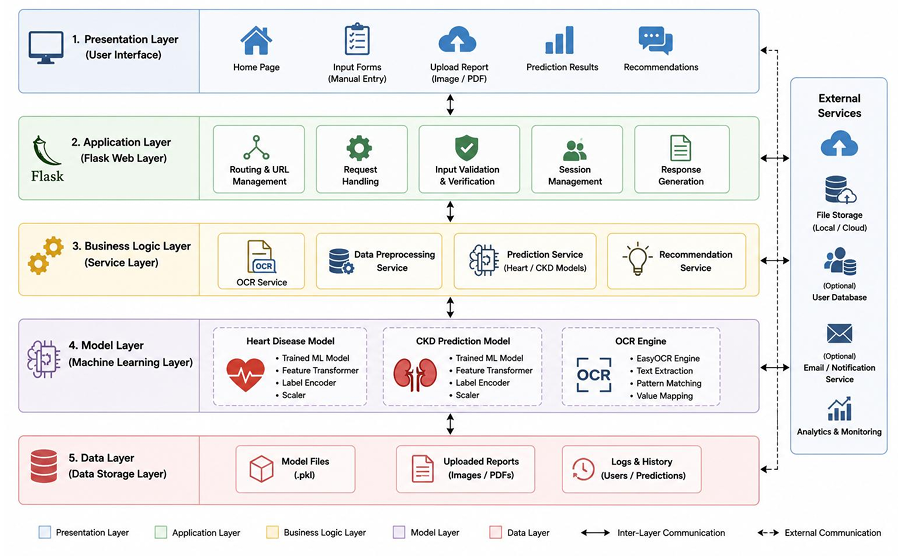 1. Presentation Layer
(User Interface)
Home Page
Input Forms
(Manual Entry)
Upload Report
(Image / PDF)
Prediction Results
Recommendations
2. Application Layer
(Flask Web Layer)
Flask
Routing & URL
Management
Request
Handling
Input Validation
& Verification
Session
Management
Response
Generation
3. Business Logic Layer
(Service Layer)
OCR
OCR Service
Data Preprocessing
Service
Prediction Service
(Heart / CKD Models)
Recommendation
Service
4. Model Layer
(Machine Learning Layer)
Heart Disease Model
• Trained ML Model
• Feature Transformer
• Label Encoder
• Scaler
CKD Prediction Model
• Trained ML Model
• Feature Transformer
• Label Encoder
• Scaler
OCR Engine
OCR
• EasyOCR Engine
• Text Extraction
• Pattern Matching
• Value Mapping
5. Data Layer
(Data Storage Layer)
Model Files
(.pkl)
Uploaded Reports
(Images / PDFs)
Logs & History
(Users / Predictions)
External
Services
File Storage
(Local / Cloud)
(Optional)
User Database
(Optional)
Email / Notification
Service
Analytics & Monitoring
Presentation Layer
Application Layer
Business Logic Layer
Model Layer
Data Layer
Inter-Layer Communication
External Communication